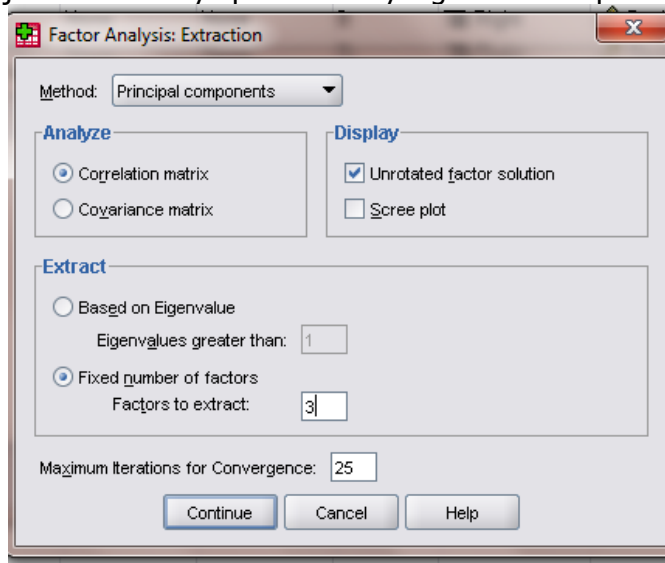 Factor Analysis: Extraction
Method: Principal components
Analyze
Correlation matrix
Covariance matrix
Display
Unrotated factor solution
Scree plot
Extract
Based on Eigenvalue
Eigenvalues greater than: 1
Fixed number of factors
Factors to extract: 3
Maximum Iterations for Convergence: 25
Continue Cancel Help